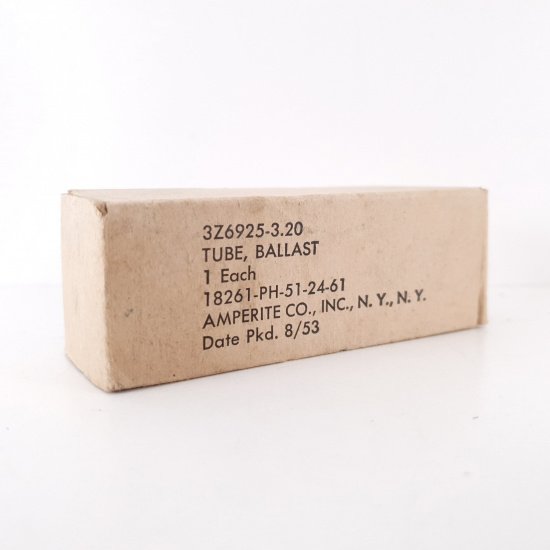 3Z6925-3.20
TUBE, BALLAST
1 Each
18261-PH-51-24-61
AMPERITE CO., INC., N. Y., N. Y.
Date Pkd. 8/53